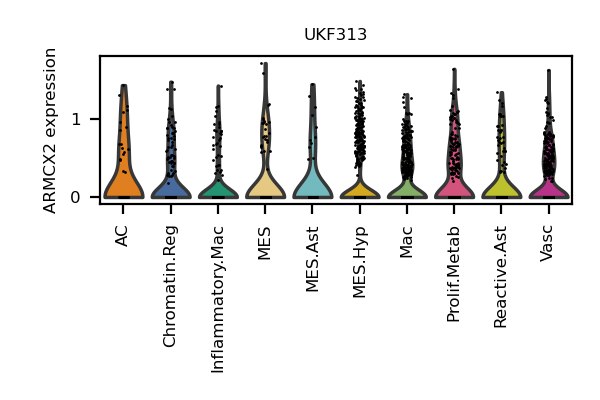 UKF313
ARMCX2 expression
1
0
AC
Chromatin.Reg
Inflammatory.Mac
MES
MES.Ast
MES.Hyp
Mac
Prolif.Metab
Reactive.Ast
Vasc